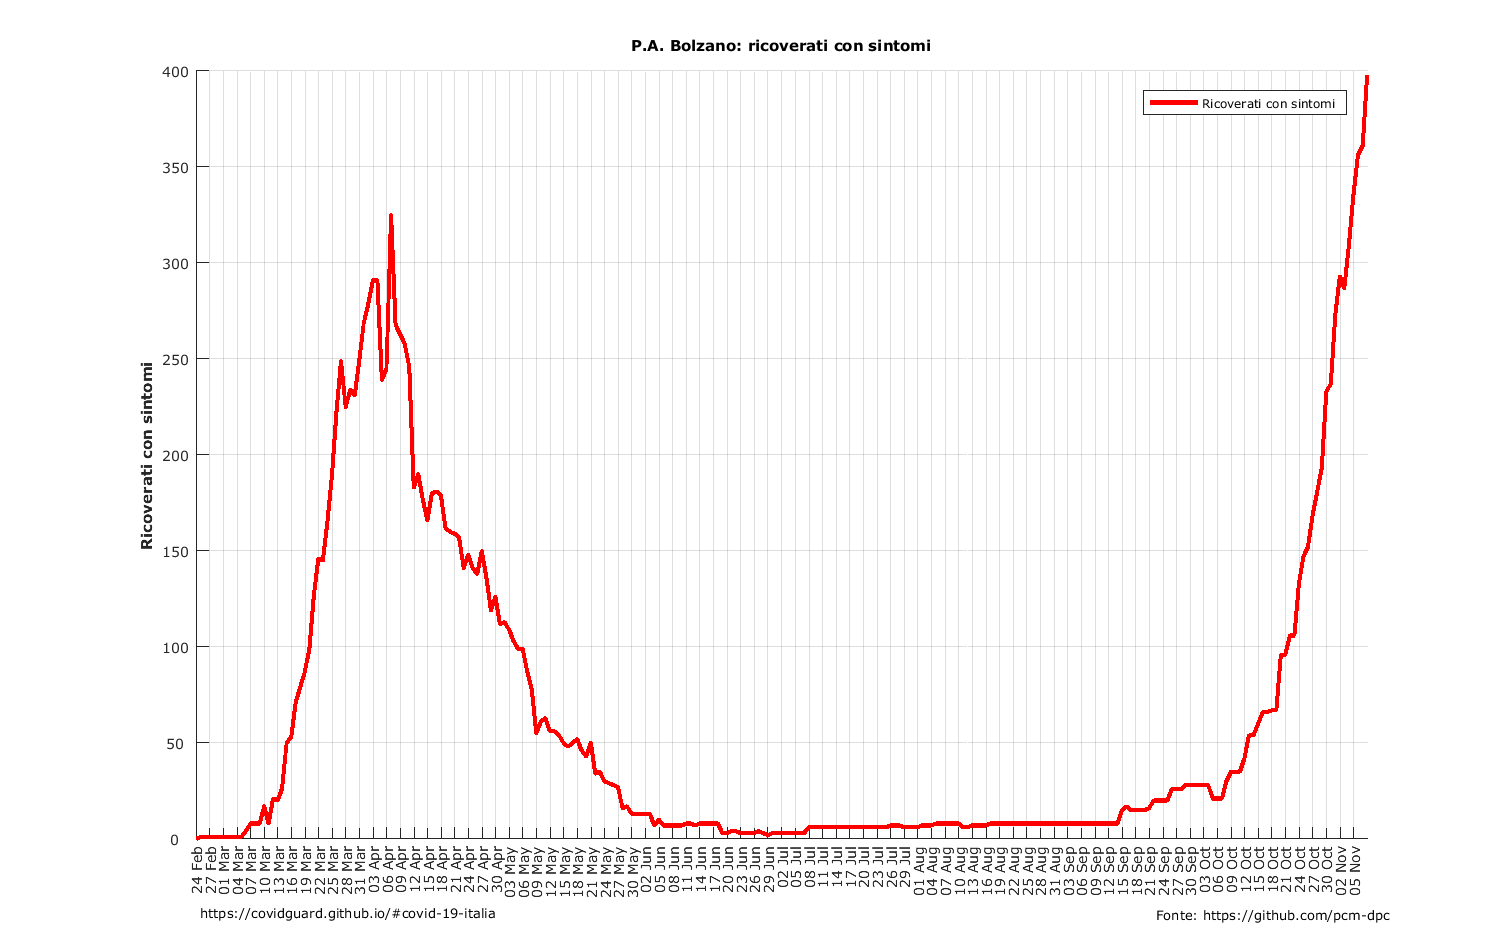 P.A. Bolzano: ricoverati con sintomi
Ricoverati con sintomi
Ricoverati con sintomi
400
350
300
250
200
150
100
50
0
24 Feb
27 Feb
01 Mar
04 Mar
07 Mar
10 Mar
13 Mar
16 Mar
19 Mar
22 Mar
25 Mar
28 Mar
31 Mar
03 Apr
06 Apr
09 Apr
12 Apr
15 Apr
18 Apr
21 Apr
24 Apr
27 Apr
30 Apr
03 May
06 May
09 May
12 May
15 May
18 May
21 May
24 May
27 May
30 May
02 Jun
05 Jun
08 Jun
11 Jun
14 Jun
17 Jun
20 Jun
23 Jun
26 Jun
29 Jun
02 Jul
05 Jul
08 Jul
11 Jul
14 Jul
17 Jul
20 Jul
23 Jul
26 Jul
29 Jul
01 Aug
04 Aug
07 Aug
10 Aug
13 Aug
16 Aug
19 Aug
22 Aug
25 Aug
28 Aug
31 Aug
03 Sep
06 Sep
09 Sep
12 Sep
15 Sep
18 Sep
21 Sep
24 Sep
27 Sep
30 Sep
03 Oct
06 Oct
09 Oct
12 Oct
15 Oct
18 Oct
21 Oct
24 Oct
27 Oct
30 Oct
02 Nov
05 Nov
https://covidguard.github.io/#covid-19-italia
Fonte: https://github.com/pcm-dpc